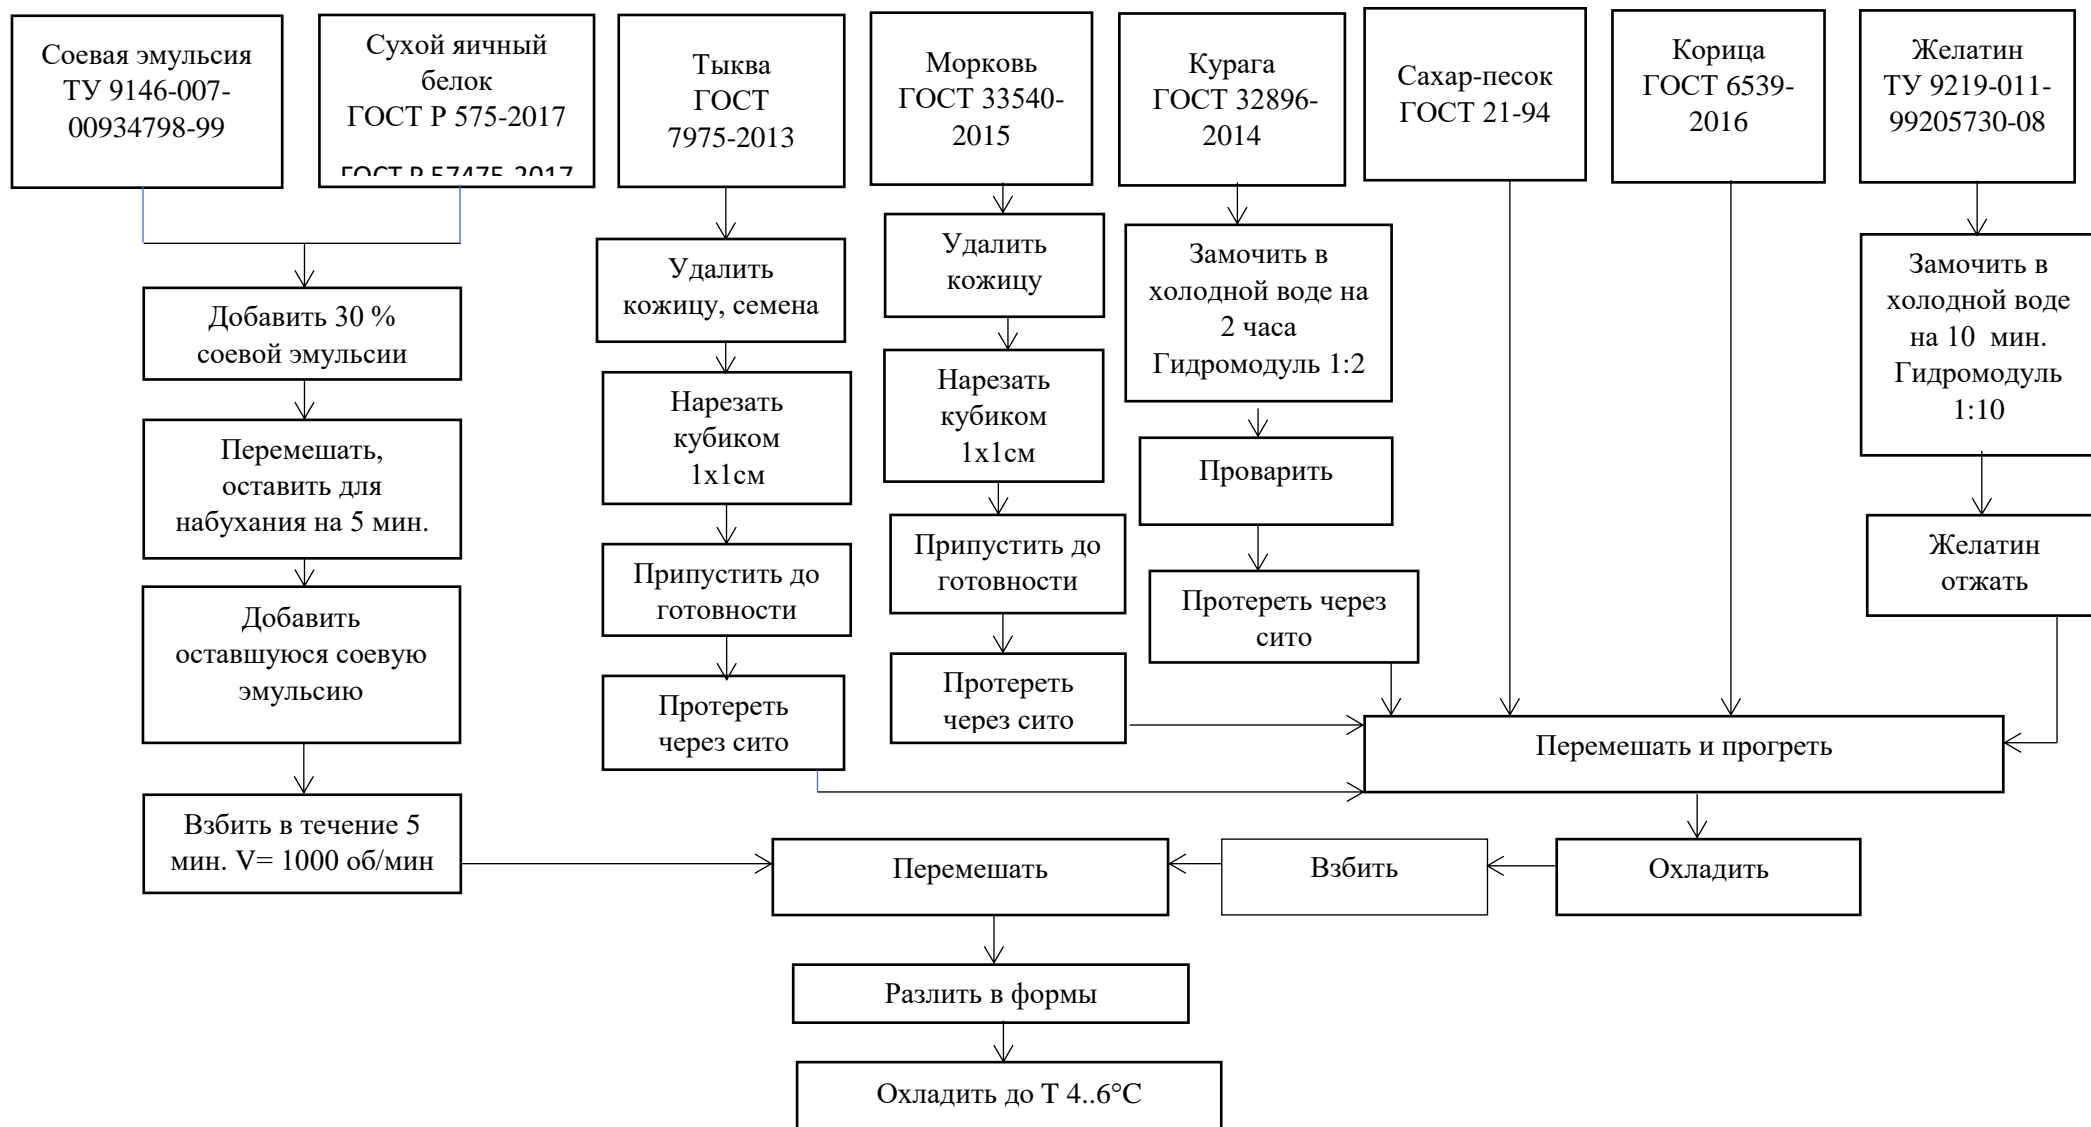 Соевая эмульсия
ТУ 9146-007-
00934798-99
Сухой яичный
белок
ГОСТ Р 575-2017
ГОСТ Р 57475-2017
Тыква
ГОСТ
7975-2013
Морковь
ГОСТ 33540-
2015
Курага
ГОСТ 32896-
2014
Сахар-песок
ГОСТ 21-94
Корица
ГОСТ 6539-
2016
Желатин
ТУ 9219-011-
99205730-08
Добавить 30 %
соевой эмульсии
Перемешать,
оставить для
набухания на 5 мин.
Добавить
оставшуюся соевую
эмульсию
Взбить в течение 5
мин. V= 1000 об/мин
Удалить
кожицу, семена
Нарезать
кубиком
1х1см
Припустить до
готовности
Протереть
через сито
Удалить
кожицу
Нарезать
кубиком
1х1см
Припустить до
готовности
Протереть
через сито
Замочить в
холодной воде на
2 часа
Гидромодуль 1:2
Проварить
Протереть через
сито
Замочить в
холодной воде
на 10  мин.
Гидромодуль
1:10
Желатин
отжать
Перемешать и прогреть
Перемешать
Взбить
Охладить
Разлить в формы
Охладить до Т 4..6°С